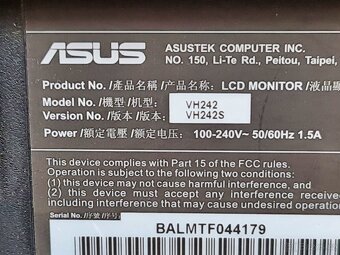 ASUS
ASUSTEK COMPUTER INC.
NO. 150, Li-Te Rd., Peitou, Taipei,
Product No./產品名稱/产品名称: LCD MONITOR/液晶顯
Model No./機型/机型: VH242
Version No./版本/版本: VH242S
Power/額定電壓/额定电压: 100-240V~ 50/60Hz 1.5A
This device complies with Part 15 of the FCC rules.
Operation is subject to the following two conditions:
(1) this device may not cause harmful interference, and
(2) this device must accept any interference
including interference that may cause undesired operation
Serial No./序號/序号:
BALMTF044179